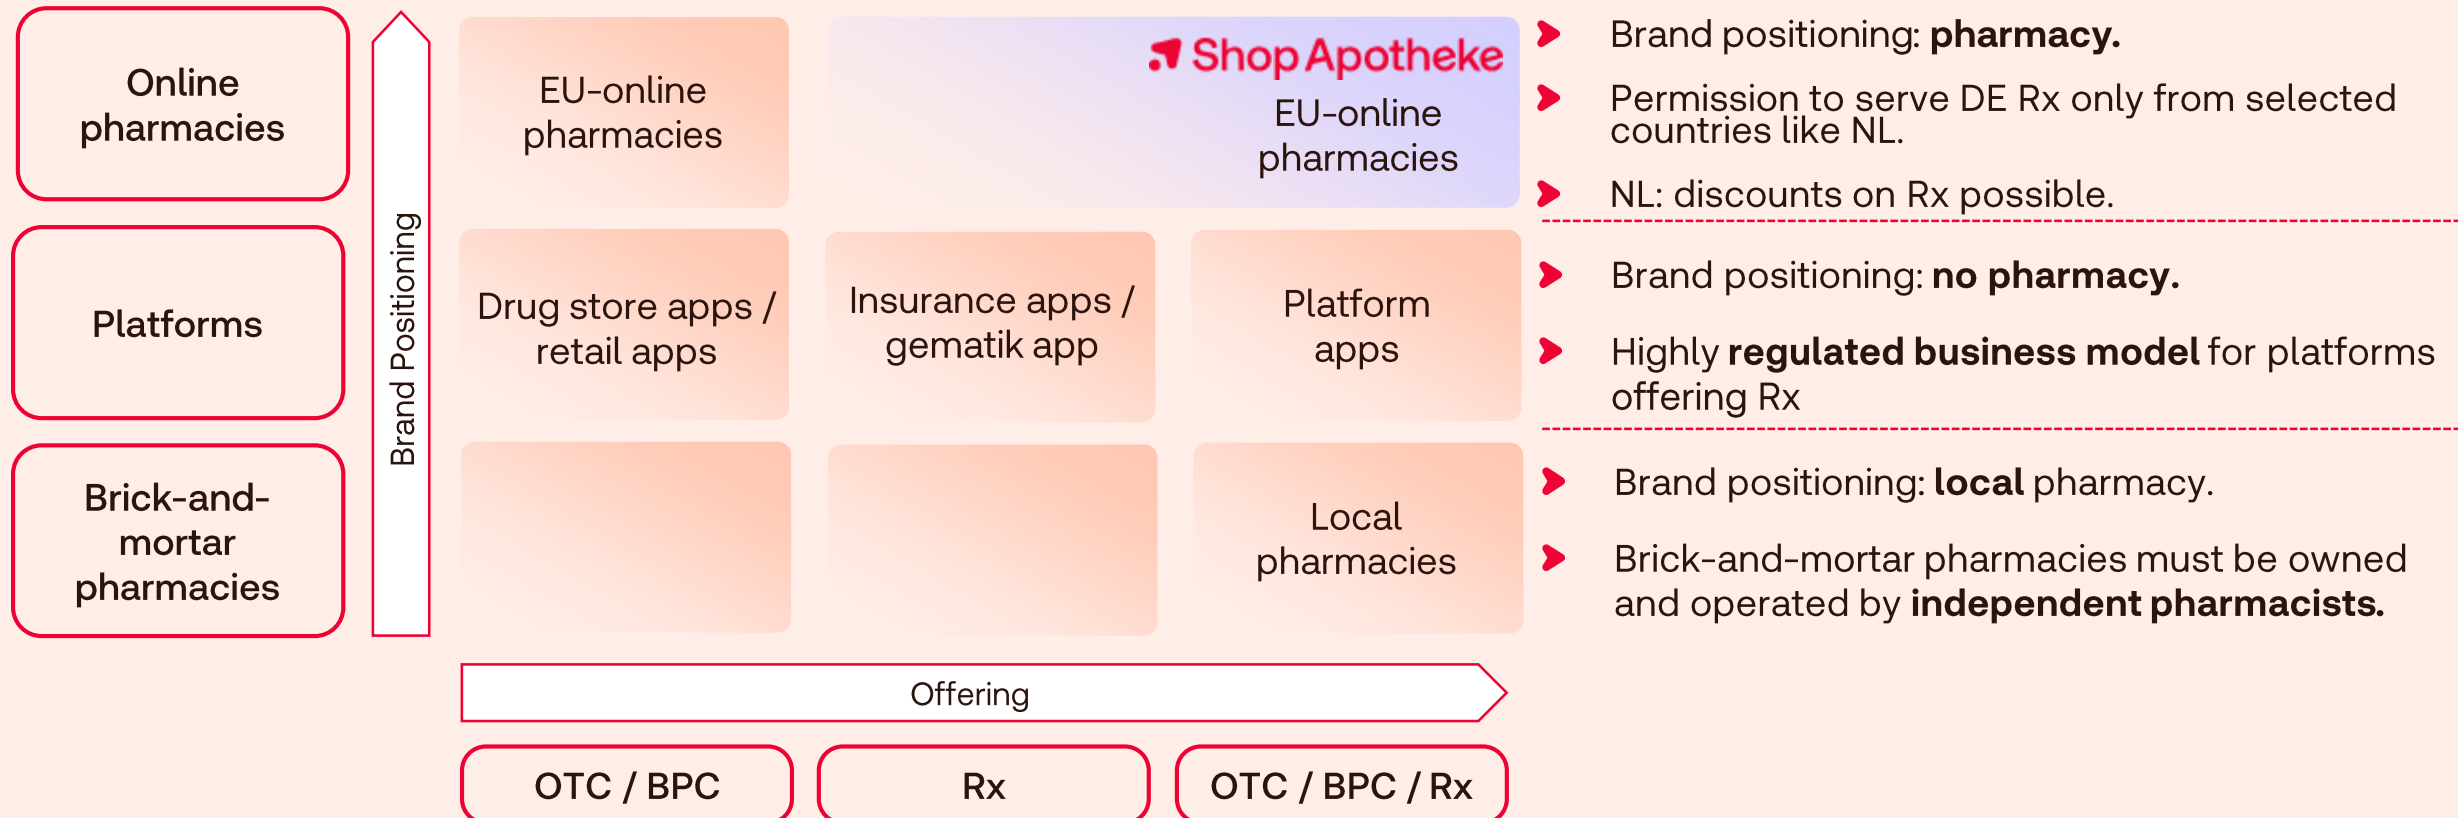 Online
pharmacies
EU-online
pharmacies
Shop Apotheke
EU-online
pharmacies
Brand positioning: pharmacy.
Permission to serve DE Rx only from selected
countries like NL.
NL: discounts on Rx possible.
Brand Positioning
Platforms
Drug store apps /
retail apps
Insurance apps /
gematik app
Platform
apps
Brand positioning: no pharmacy.
Highly regulated business model for platforms
offering Rx
Brick-and-
mortar
pharmacies
Local
pharmacies
Brand positioning: local pharmacy.
Brick-and-mortar pharmacies must be owned
and operated by independent pharmacists.
Offering
OTC / BPC
Rx
OTC / BPC / Rx